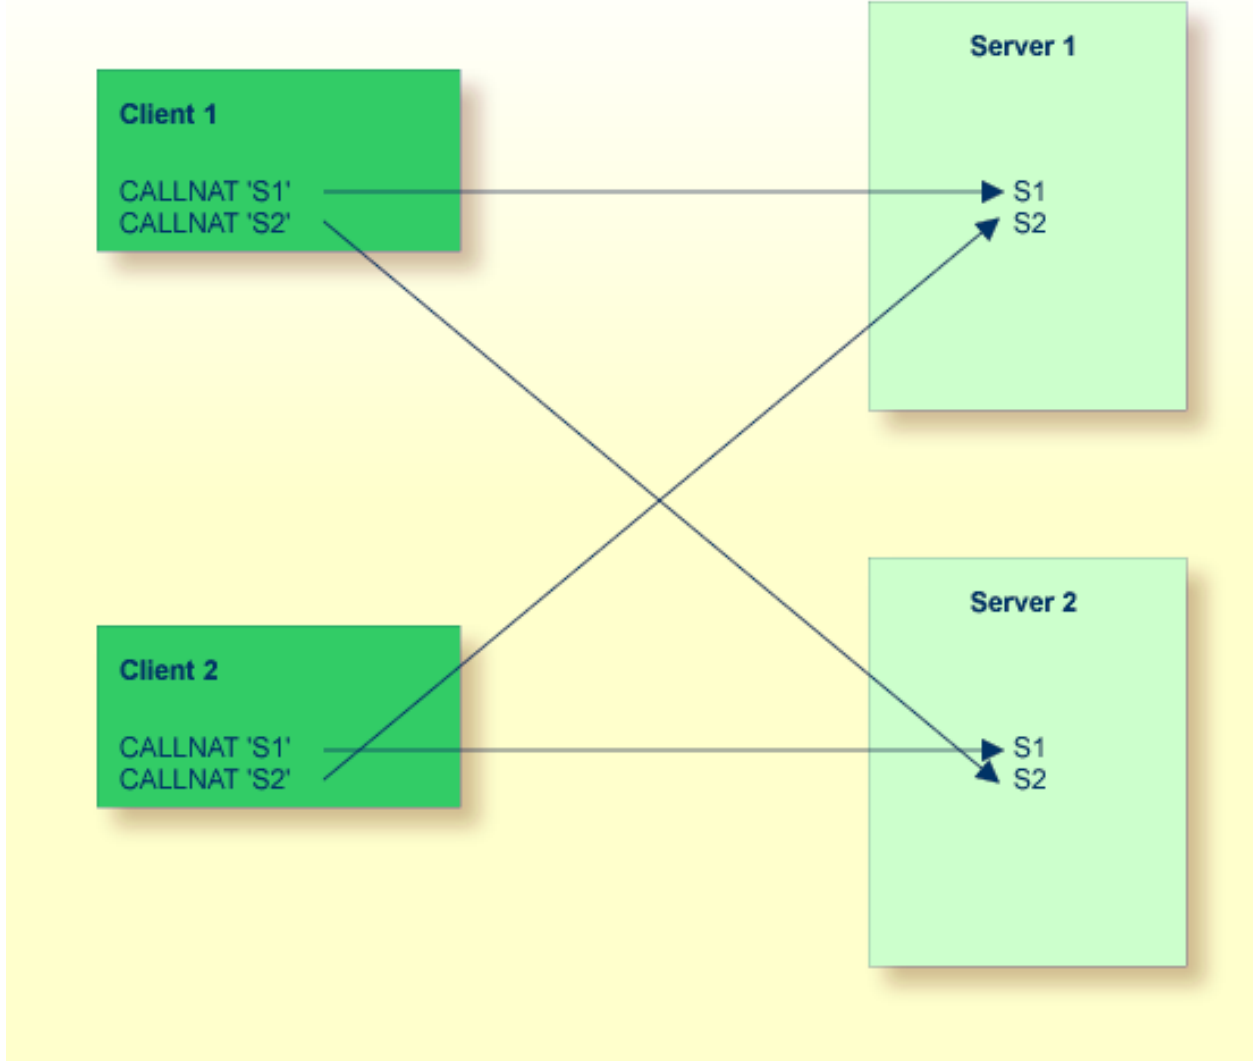 Server 1
Client 1
CALLNAT 'S1'
CALLNAT 'S2'
S1
S2
Server 2
Client 2
CALLNAT 'S1'
CALLNAT 'S2'
S1
S2